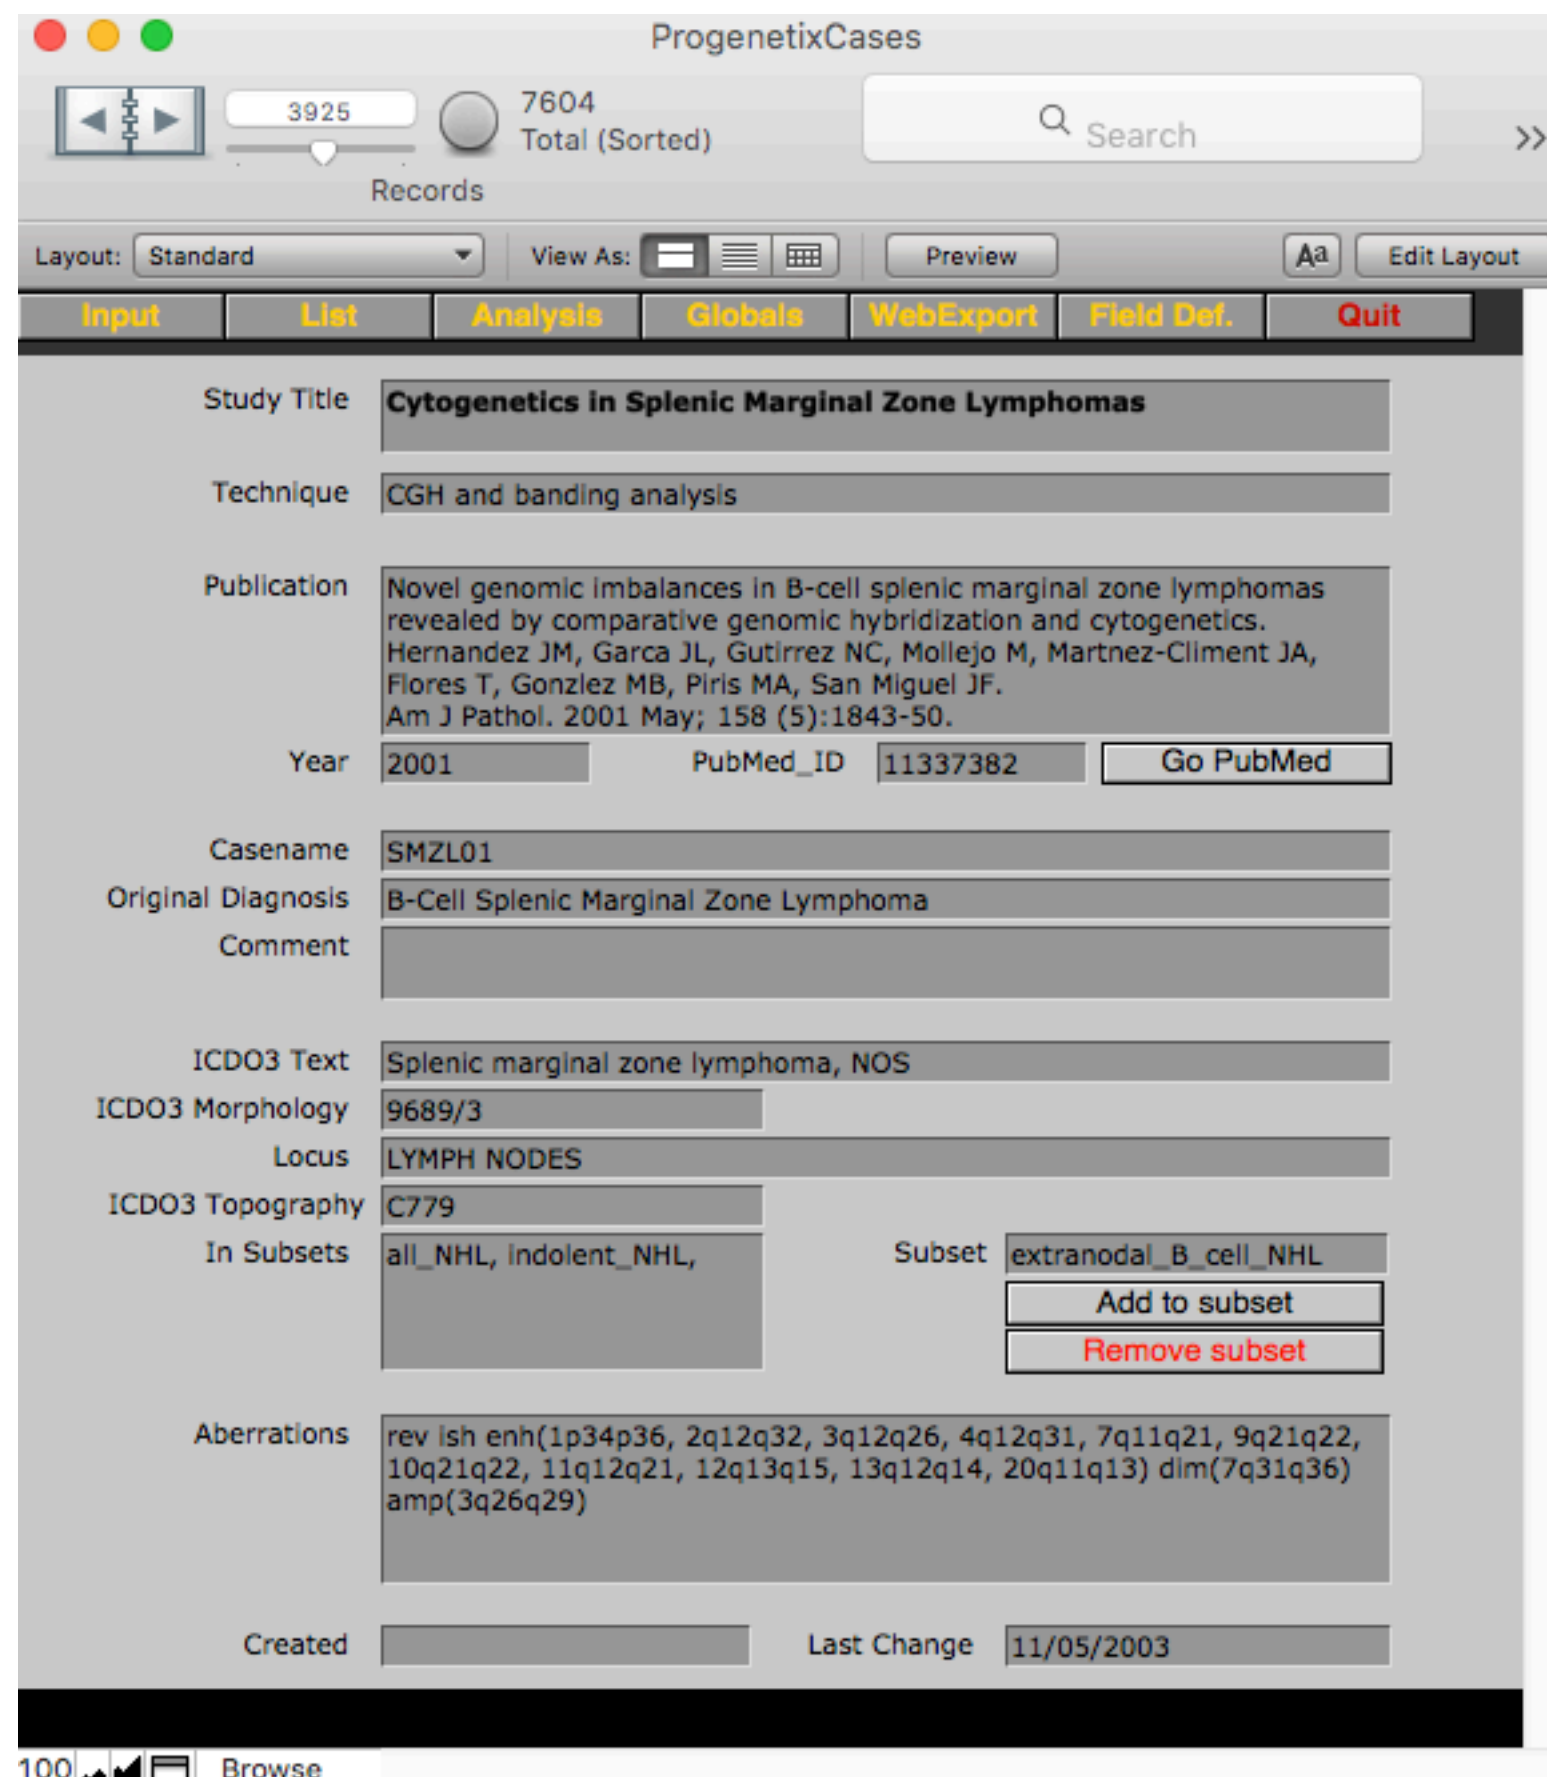 ProgenetixCases
3925
7604
Total (Sorted)
Search
Records
Layout: Standard View As: Preview Aa Edit Layout
Input List Analysis Globals WebExport Field Def. Quit
Study Title Cytogenetics in Splenic Marginal Zone Lymphomas
Technique CGH and banding analysis
Publication Novel genomic imbalances in B-cell splenic marginal zone lymphomas
revealed by comparative genomic hybridization and cytogenetics.
Hernandez JM, Garca JL, Gutirrez NC, Mollejo M, Martnez-Climent JA,
Flores T, Gonzlez MB, Piris MA, San Miguel JF.
Am J Pathol. 2001 May; 158 (5):1843-50.
Year 2001 PubMed_ID 11337382 Go PubMed
Casename SMZL01
Original Diagnosis B-Cell Splenic Marginal Zone Lymphoma
Comment
ICDO3 Text Splenic marginal zone lymphoma, NOS
ICDO3 Morphology 9689/3
Locus LYMPH NODES
ICDO3 Topography C779
In Subsets all_NHL, indolent_NHL, Subset extranodal_B_cell_NHL
Add to subset
Remove subset
Aberrations rev ish enh(1p34p36, 2q12q32, 3q12q26, 4q12q31, 7q11q21, 9q21q22,
10q21q22, 11q12q21, 12q13q15, 13q12q14, 20q11q13) dim(7q31q36)
amp(3q26q29)
Created Last Change 11/05/2003
100 Browse